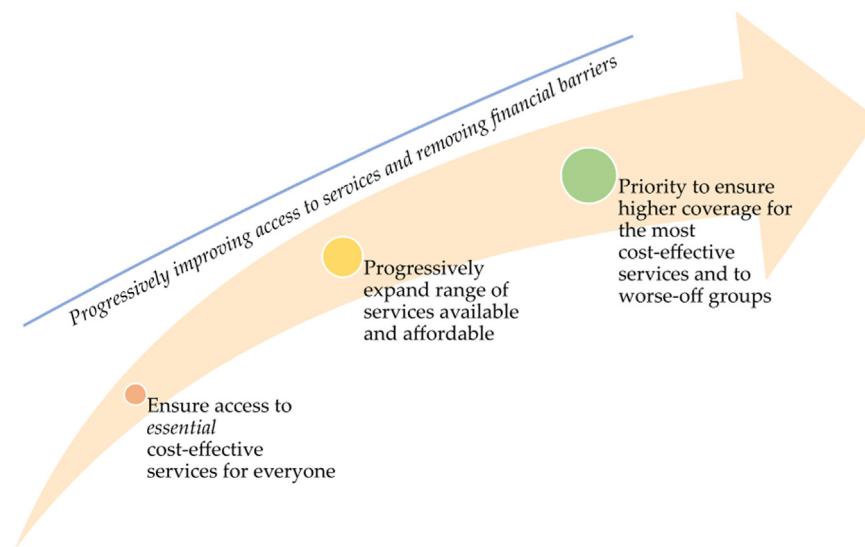 Progressively improving access to services and removing financial barriers
Priority to ensure
higher coverage for
the most
cost-effective
services and to
worse-off groups
Progressively
expand range of
services available
and affordable
Ensure access to
essential
cost-effective
services for everyone